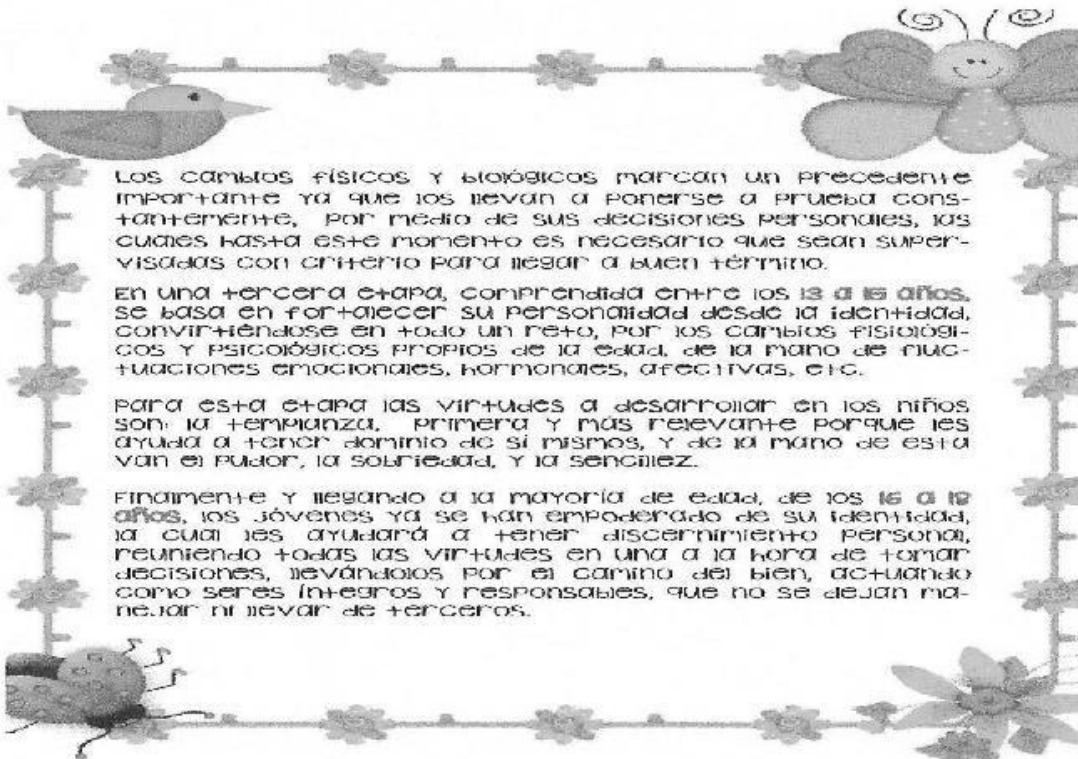 Los cambios físicos y biológicos marcan un precedente
importante ya que los llevan a ponerse a prueba cons-
tantemente, por medio de sus decisiones personales, las
cuales hasta este momento es necesario que sean super-
visadas con criterio para llegar a buen término.
En una tercera etapa, comprendida entre los 13 a 15 años,
se basa en fortalecer su personalidad desde la identidad,
convirtiéndose en todo un reto, por los cambios fisiológi-
cos y psicológicos propios de la edad, de la mano de fluc-
tuaciones emocionales, hormonales, afectivas, etc.
Para esta etapa las virtudes a desarrollar en los niños
son: la templanza, primera y más relevante porque les
ayuda a tener dominio de sí mismos, y de la mano de esta
van el pudor, la sobriedad, y la sencillez.
Finalmente y llegando a la mayoría de edad, de los 16 a 18
años, los jóvenes ya se han empoderado de su identidad,
la cual les ayudará a tener discernimiento personal,
reuniendo todas las virtudes en una a la hora de tomar
decisiones, llevándolos por el camino del bien, actuando
como seres íntegros y responsables, que no se dejan ma-
nejar ni llevar de terceros.